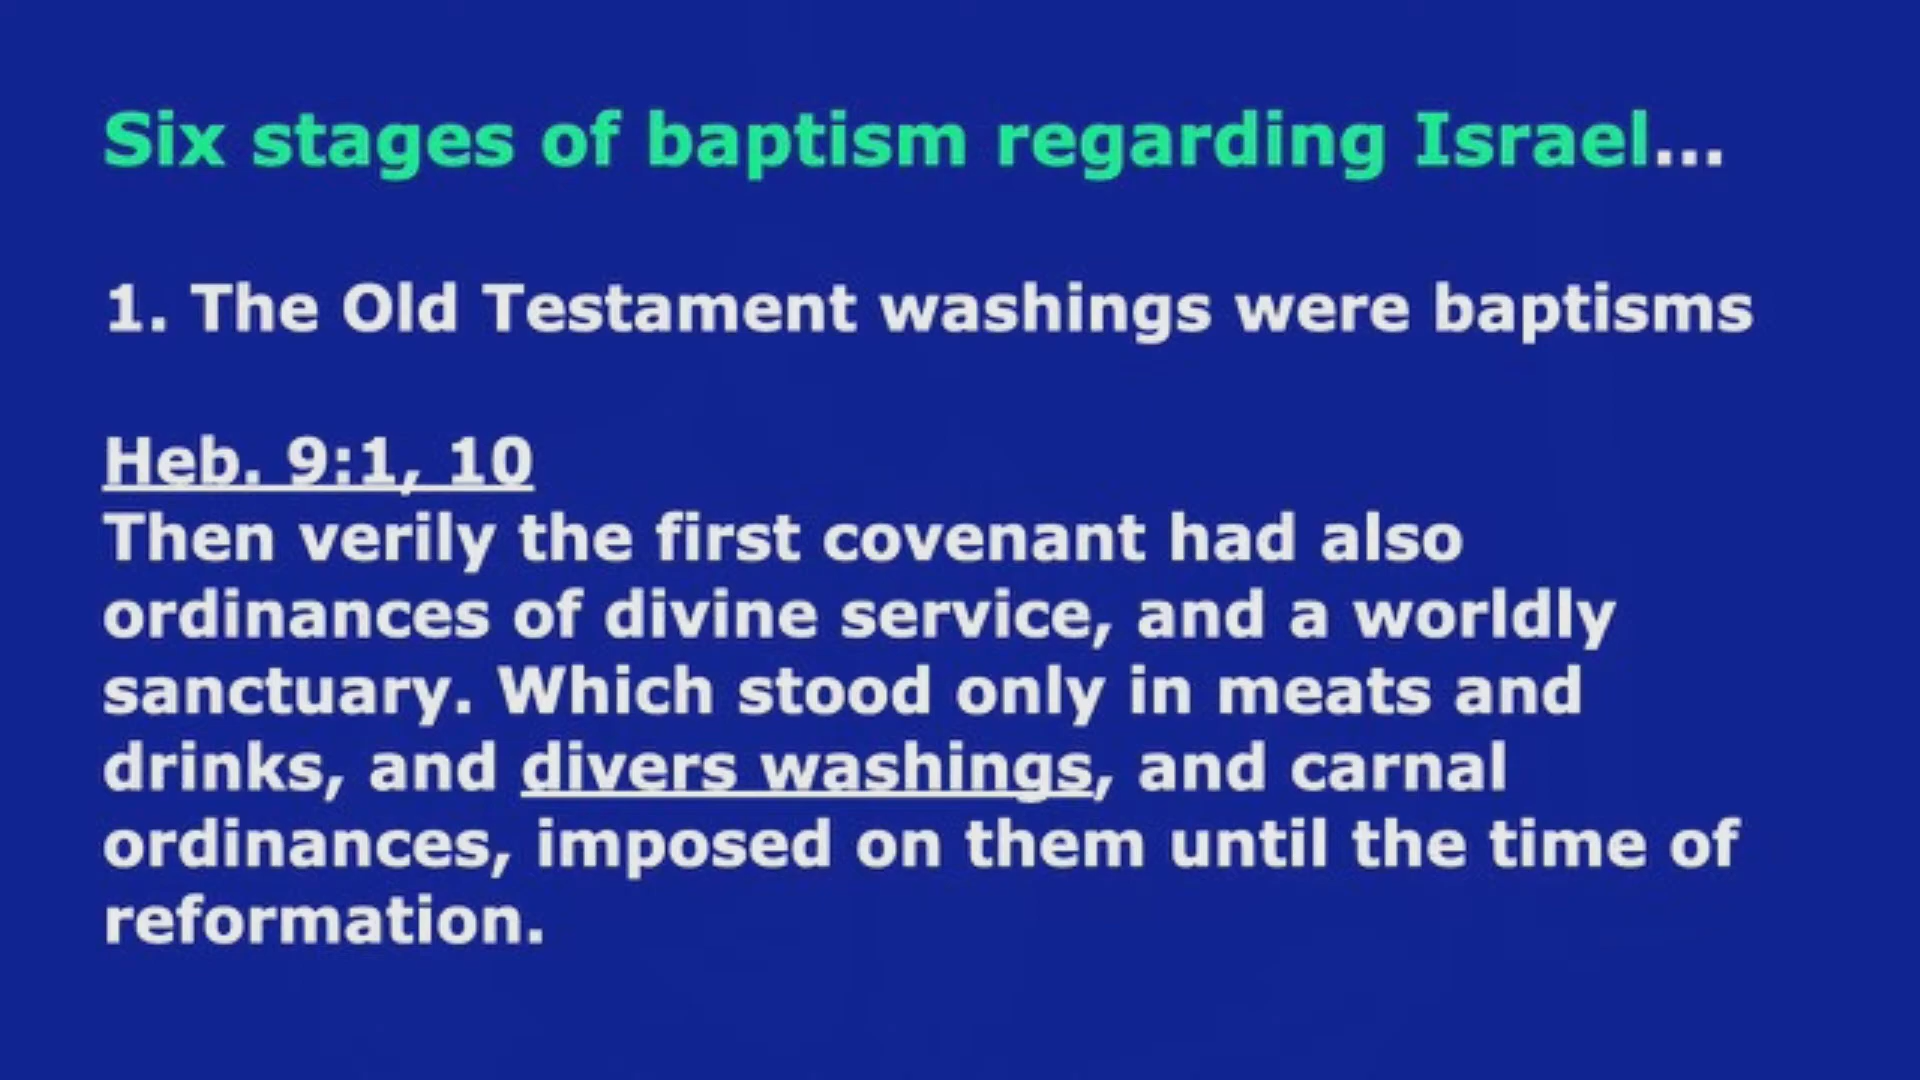 Six stages of baptism regarding Israel...
1. The Old Testament washings were baptisms
Heb. 9:1, 10
Then verily the first covenant had also
ordinances of divine service, and a worldly
sanctuary. Which stood only in meats and
drinks, and divers washings, and carnal
ordinances, imposed on them until the time of
reformation.